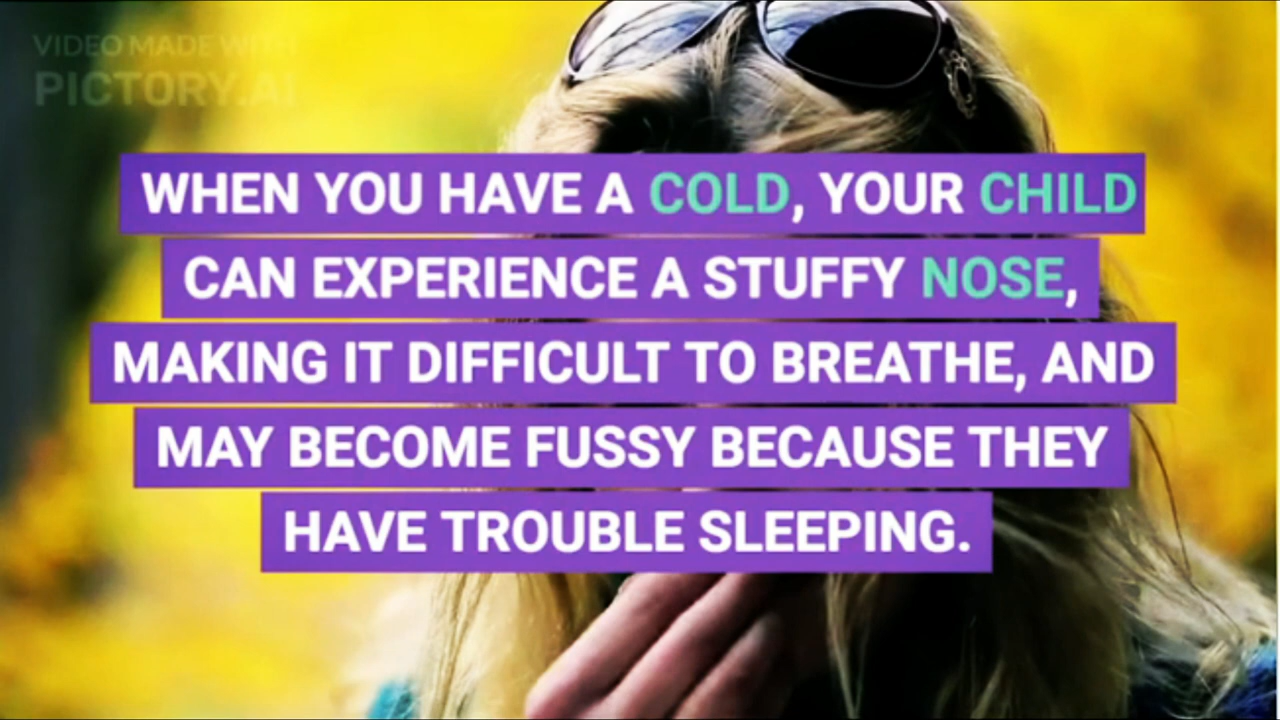 VIDEO MADE WITH
PICTORY.AI
WHEN YOU HAVE A COLD, YOUR CHILD
CAN EXPERIENCE A STUFFY NOSE,
MAKING IT DIFFICULT TO BREATHE, AND
MAY BECOME FUSSY BECAUSE THEY
HAVE TROUBLE SLEEPING.